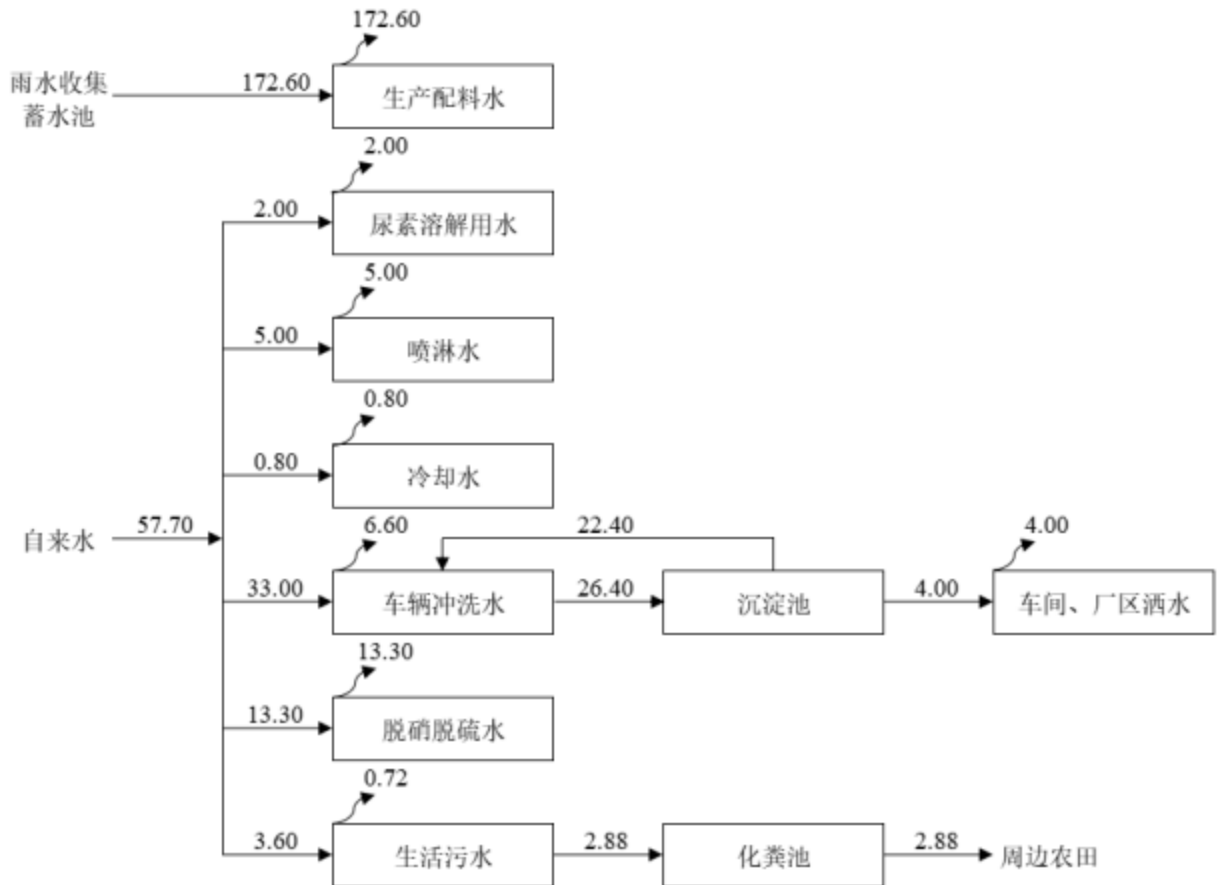 172.60
雨水收集
蓄水池
172.60
生产配料水
2.00
2.00
尿素溶解用水
5.00
5.00
喷淋水
0.80
0.80
冷却水
自来水
57.70
6.60
22.40
4.00
33.00
车辆冲洗水
26.40
沉淀池
4.00
车间、厂区洒水
13.30
13.30
脱硝脱硫水
0.72
3.60
生活污水
2.88
化粪池
2.88
周边农田